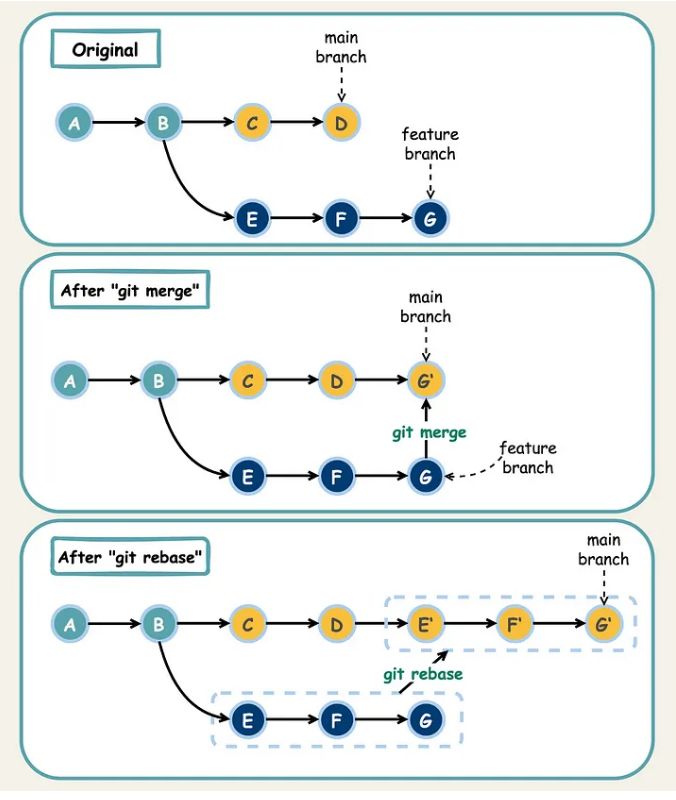 Original
main
branch
A
B
C
D
feature
branch
E
F
G
After "git merge"
main
branch
A
B
C
D
G'
git merge
feature
branch
E
F
G
After "git rebase"
main
branch
A
B
C
D
E'
F'
G'
git rebase
E
F
G